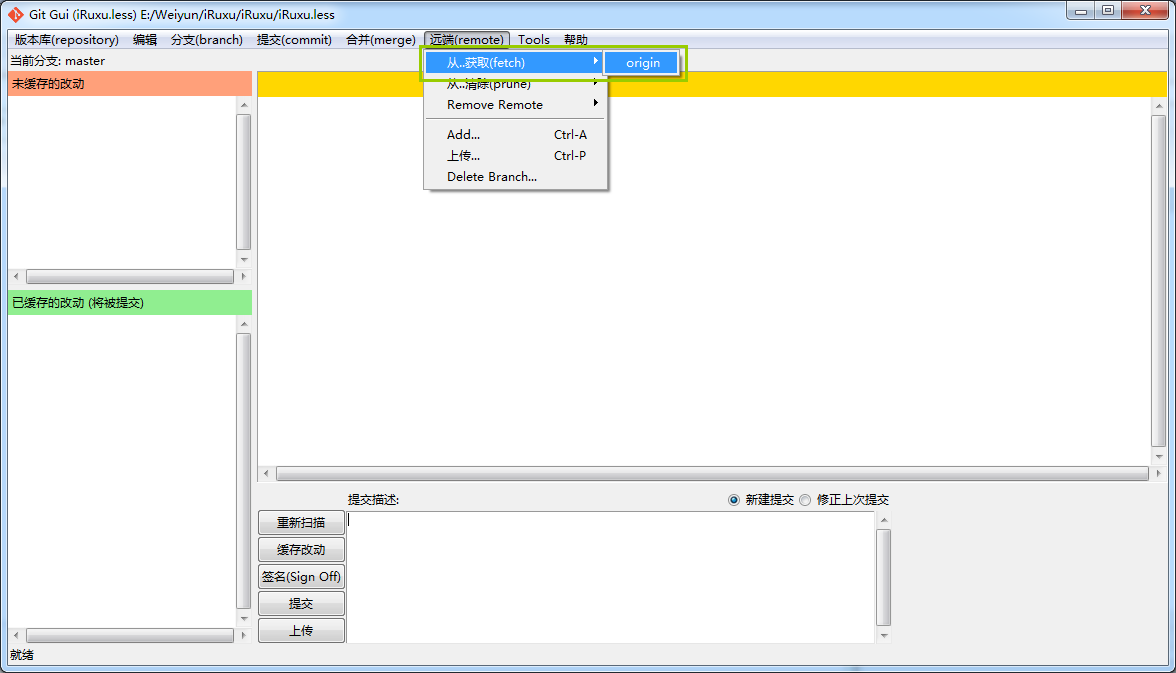 Git Gui (iRuxu.less) E:/Weiyun/iRuxu/iRuxu/iRuxu.less
版本库(repository) 编辑 分支(branch) 提交(commit) 合并(merge) 远端(remote) Tools 帮助
当前分支: master
从..获取(fetch) origin
未缓存的改动
从..清除(prune)
Remove Remote
Add... Ctrl-A
上传... Ctrl-P
Delete Branch...
已缓存的改动 (将被提交)
提交描述: 新建提交 修正上次提交
重新扫描
缓存改动
签名(Sign Off)
提交
上传
就绪